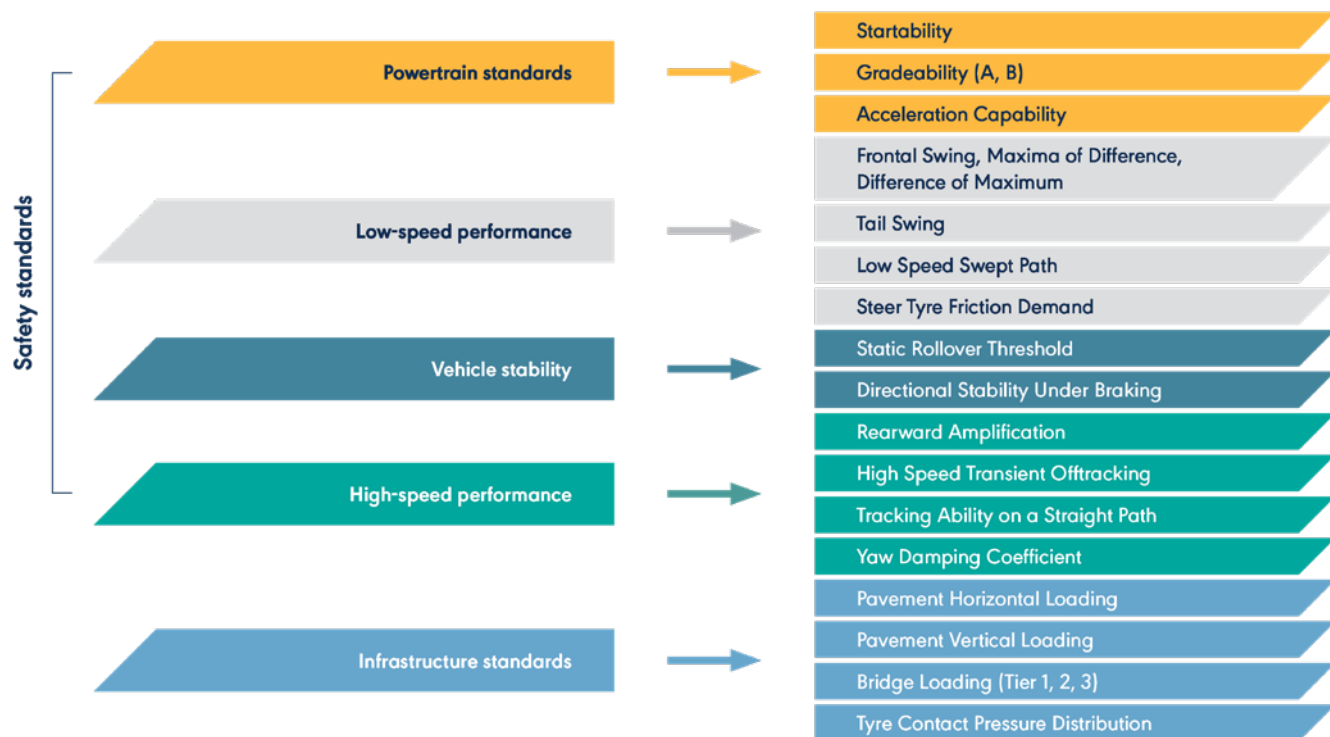 Safety standards
Powertrain standards
Startability
Gradeability (A, B)
Acceleration Capability
Low-speed performance
Frontal Swing, Maxima of Difference,
Difference of Maximum
Tail Swing
Low Speed Swept Path
Steer Tyre Friction Demand
Vehicle stability
Static Rollover Threshold
Directional Stability Under Braking
High-speed performance
Rearward Amplification
High Speed Transient Offtracking
Tracking Ability on a Straight Path
Yaw Damping Coefficient
Infrastructure standards
Pavement Horizontal Loading
Pavement Vertical Loading
Bridge Loading (Tier 1, 2, 3)
Tyre Contact Pressure Distribution